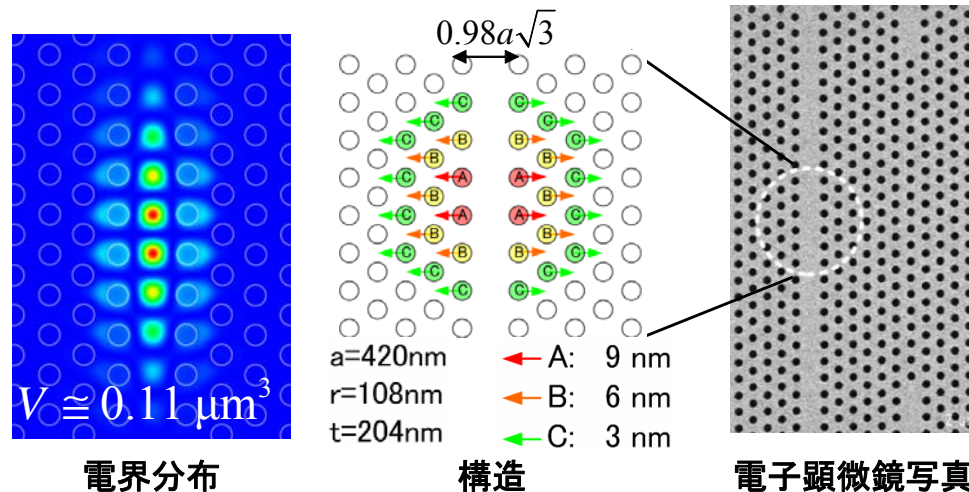 0.98a√3
C C
C C
C B B C
B B
C A A C
B B
C A A C
B B
C B B C
C C
C C
a=420nm
r=108nm
t=204nm
A: 9 nm
B: 6 nm
C: 3 nm
V ≅ 0.11 μm³
電界分布
構造
電子顕微鏡写真